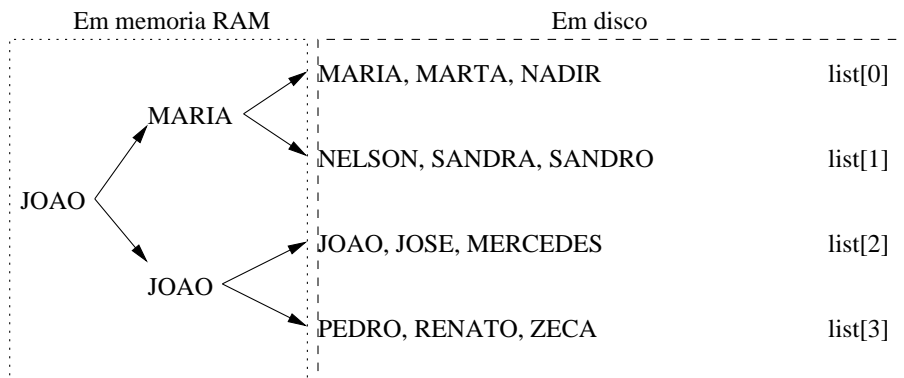 Em memoria RAM
Em disco
MARIA, MARTA, NADIR
list[0]
MARIA
NELSON, SANDRA, SANDRO
list[1]
JOAO
JOAO, JOSE, MERCEDES
list[2]
JOAO
PEDRO, RENATO, ZECA
list[3]